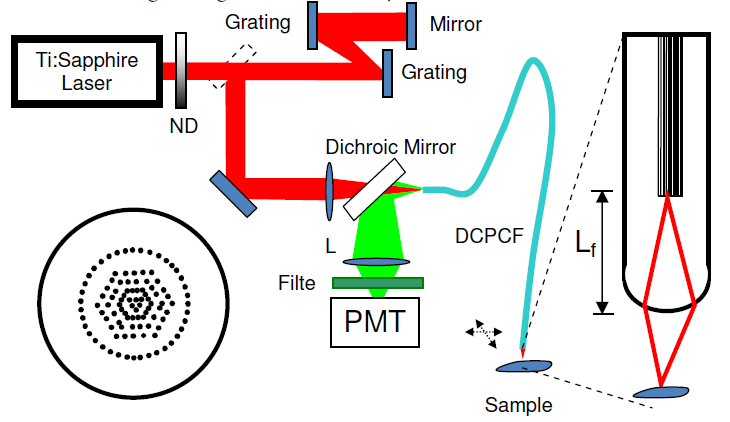 Grating
Mirror
Ti:Sapphire
Laser
Grating
ND
Dichroic Mirror
DCPCF
L
Lf
Filte
PMT
Sample